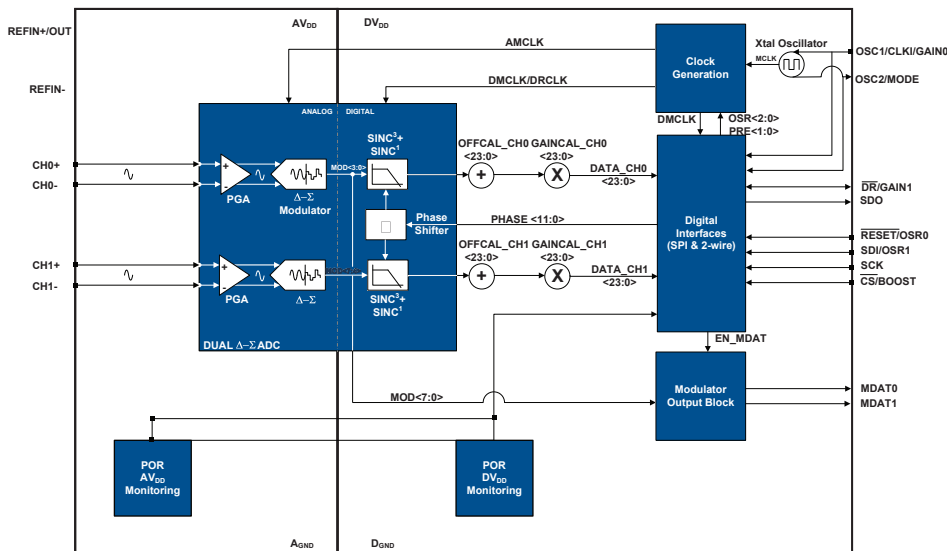 AVDD
DVDD
REFIN+/OUT
REFIN-
AMCLK
DMCLK/DRCLK
Clock
Generation
Xtal Oscillator
MCLK
OSC1/CLKI/GAIN0
OSC2/MODE
DMCLK
OSR<2:0>
PRE<1:0>
ANALOG
DIGITAL
CH0+
CH0-
PGA
Δ–Σ
Modulator
MOD<3:0>
SINC3+
SINC1
OFFCAL_CH0
<23:0>
+
GAINCAL_CH0
<23:0>
X
DATA_CH0
<23:0>
Phase
Shifter
PHASE <11:0>
Digital
Interfaces
(SPI & 2-wire)
DR/GAIN1
SDO
RESET/OSR0
SDI/OSR1
SCK
CS/BOOST
CH1+
CH1-
PGA
Δ–Σ
SINC3+
SINC1
OFFCAL_CH1
<23:0>
+
GAINCAL_CH1
<23:0>
X
DATA_CH1
<23:0>
DUAL Δ–Σ ADC
EN_MDAT
MOD<7:0>
Modulator
Output Block
MDAT0
MDAT1
POR
AVDD
Monitoring
POR
DVDD
Monitoring
AGND
DGND